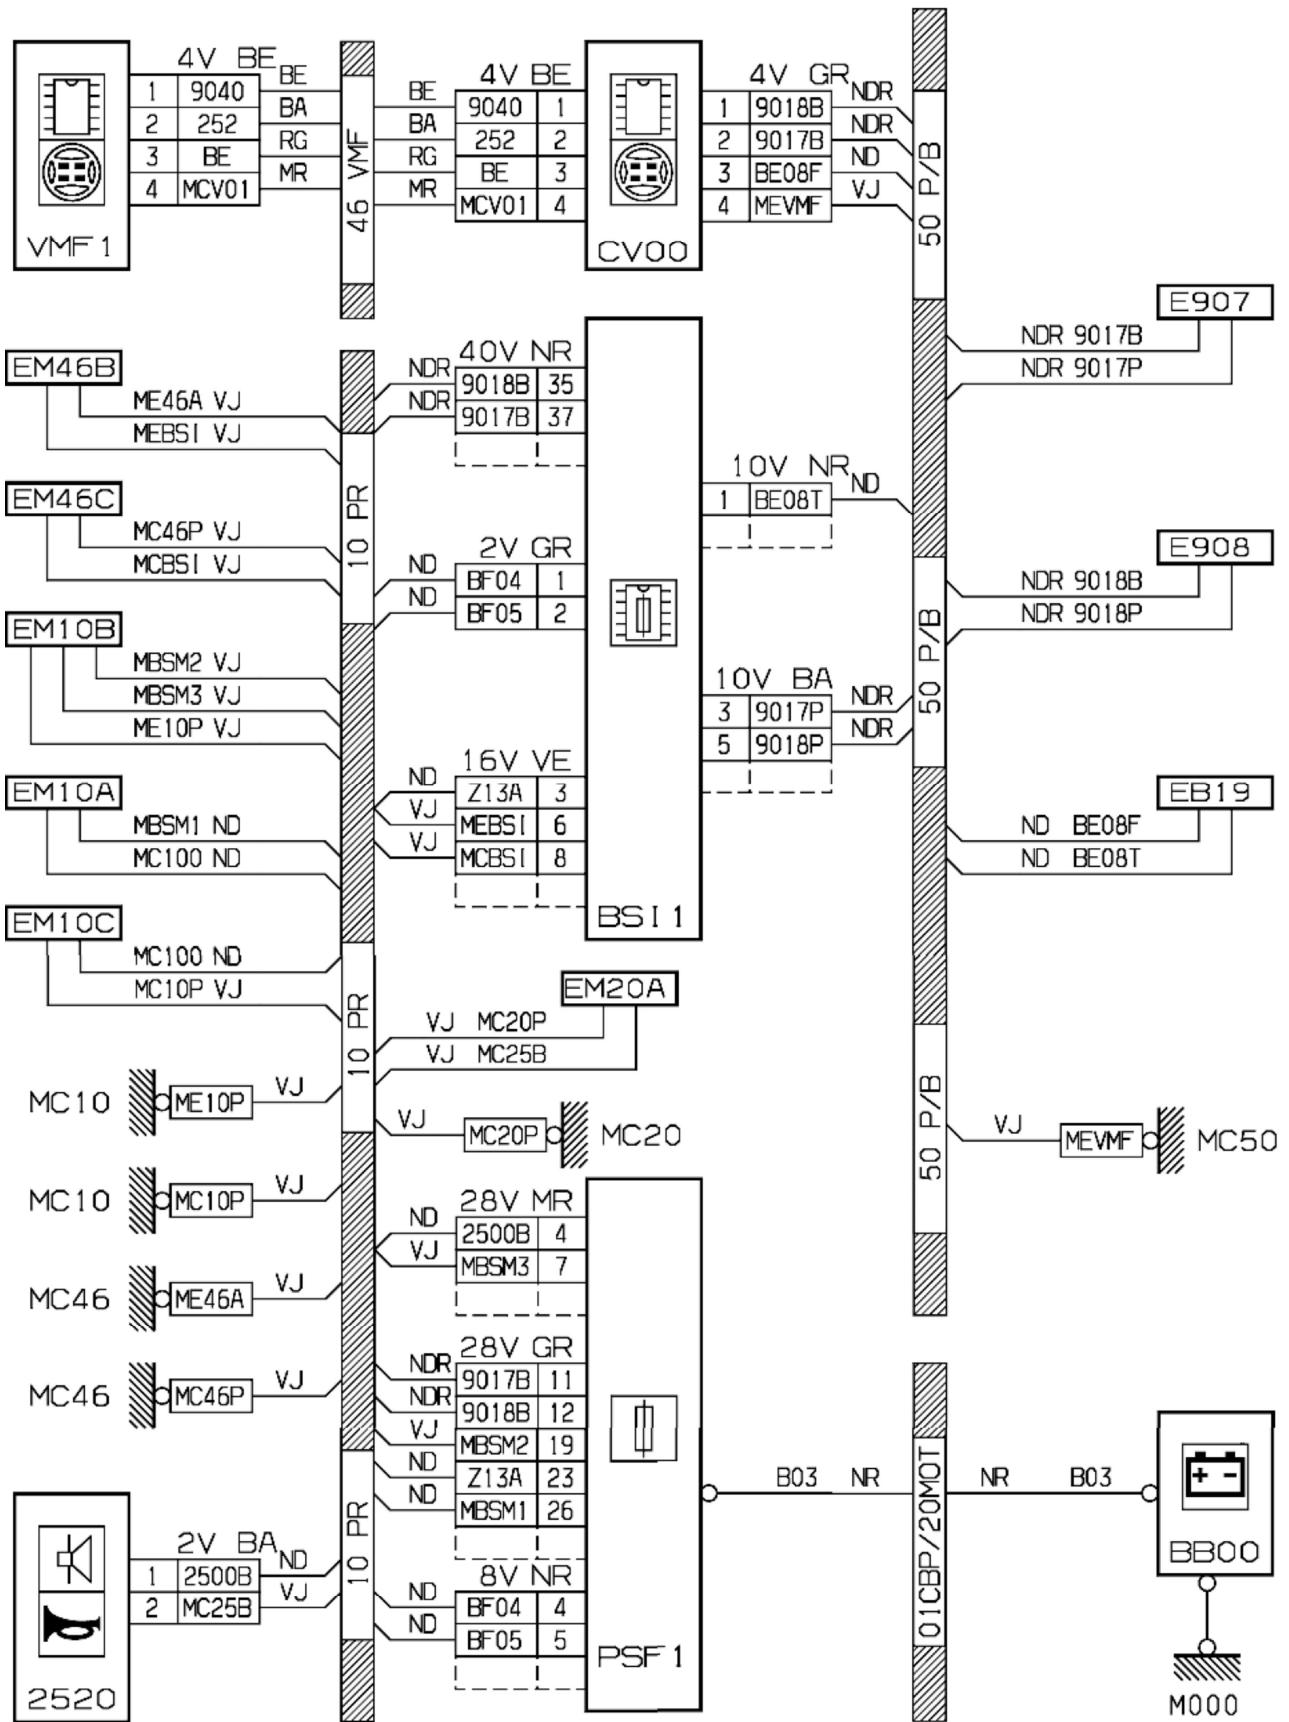 4V BE
1 9040 BE
2 252 BA
3 BE RG
4 MCV01 MR
VMF1
46 VMF
4V BE
BE 9040 1
BA 252 2
RG BE 3
MR MCV01 4
CV00
4V GR
1 9018B NDR
2 9017B NDR
3 BE08F ND
4 MEVMF VJ
50 P/B
E907
NDR 9017B
NDR 9017P
EM46B
ME46A VJ
MEBSI VJ
EM46C
MC46P VJ
MCBSI VJ
EM10B
MBSM2 VJ
MBSM3 VJ
ME10P VJ
EM10A
MBSM1 ND
MC100 ND
EM10C
MC100 ND
MC10P VJ
10 PR
40V NR
NDR 9018B 35
NDR 9017B 37
2V GR
ND BF04 1
ND BF05 2
16V VE
ND Z13A 3
VJ MEBSI 6
VJ MCBSI 8
BSI1
10V NR
1 BE08T ND
10V BA
3 9017P NDR
5 9018P NDR
50 P/B
E908
NDR 9018B
NDR 9018P
EB19
ND BE08F
ND BE08T
10 PR
EM20A
VJ MC20P
VJ MC25B
VJ MC20P MC20
50 P/B
VJ MEVMF MC50
MC10 ME10P VJ
MC10 MC10P VJ
MC46 ME46A VJ
MC46 MC46P VJ
28V MR
ND 2500B 4
VJ MBSM3 7
28V GR
NDR 9017B 11
NDR 9018B 12
VJ MBSM2 19
ND Z13A 23
ND MBSM1 26
8V NR
ND BF04 4
ND BF05 5
PSF1
10 PR
2V BA
1 2500B ND
2 MC25B VJ
2520
B03 NR
01CBP/20MOT
NR B03
+ -
BB00
M000